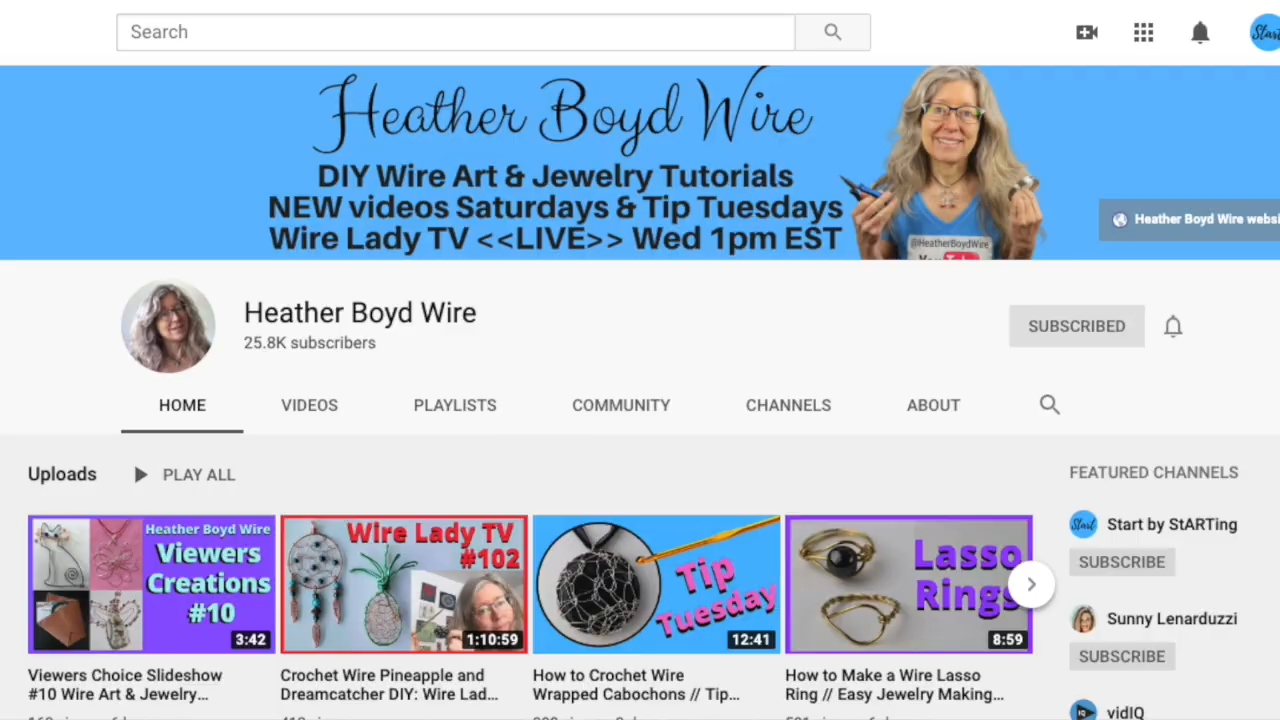 Search
Start
Heather Boyd Wire
DIY Wire Art & Jewelry Tutorials
NEW videos Saturdays & Tip Tuesdays
Wire Lady TV <<LIVE>> Wed 1pm EST
@HeatherBoydWire
Heather Boyd Wire
Heather Boyd Wire
25.8K subscribers
SUBSCRIBED
HOME VIDEOS PLAYLISTS COMMUNITY CHANNELS ABOUT
Uploads PLAY ALL
FEATURED CHANNELS
Heather Boyd Wire
Viewers
Creations
#10
3:42
Wire Lady TV
#102
1:10:59
Tip
Tuesday
12:41
Lasso
Rings
8:59
Viewers Choice Slideshow
#10 Wire Art & Jewelry...
Crochet Wire Pineapple and
Dreamcatcher DIY: Wire Lad...
How to Crochet Wire
Wrapped Cabochons // Tip...
How to Make a Wire Lasso
Ring // Easy Jewelry Making...
Start
Start by StARTing
SUBSCRIBE
Sunny Lenarduzzi
SUBSCRIBE
vidIQ